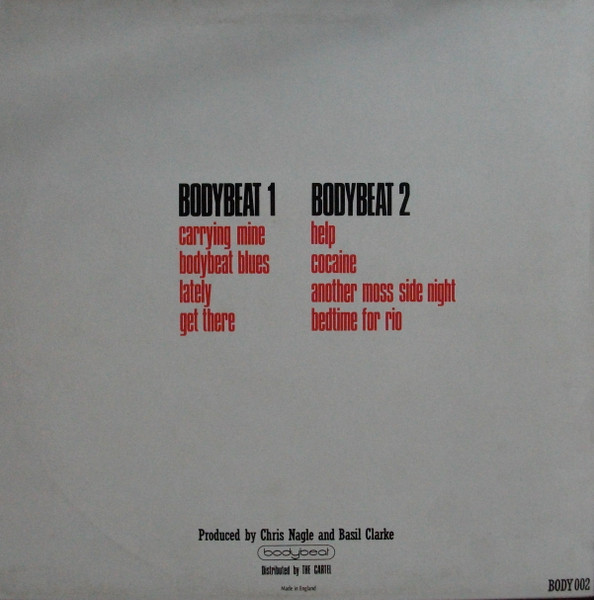 BODYBEAT 1
carrying mine
bodybeat blues
lately
get there
BODYBEAT 2
help
cocaine
another moss side night
bedtime for rio
Produced by Chris Nagle and Basil Clarke
bodybeat
Distributed by THE CARTEL
Made in England
BODY 002